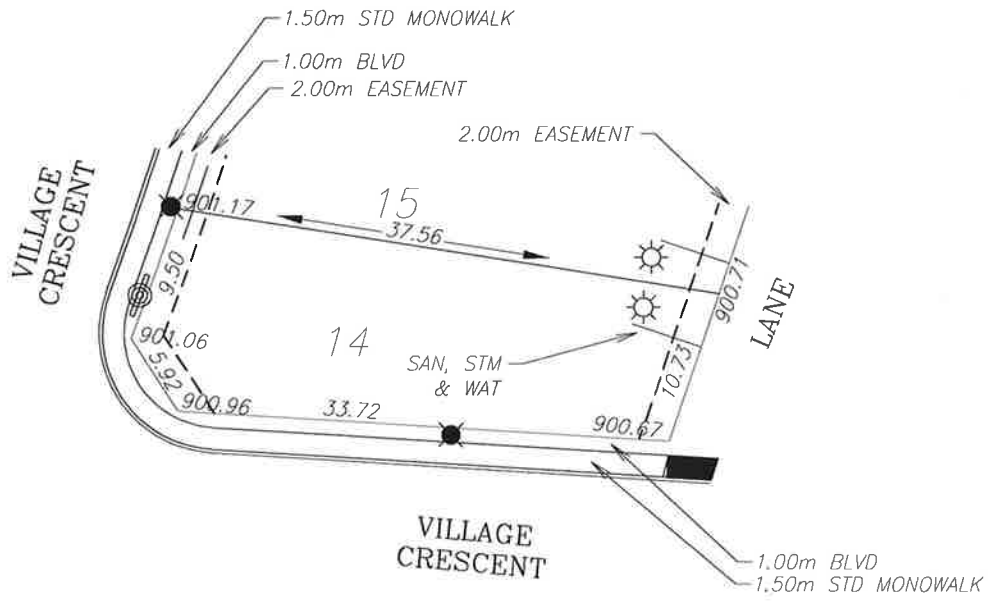 1.50m STD MONOWALK
1.00m BLVD
2.00m EASEMENT
2.00m EASEMENT
VILLAGE
CRESCENT
901.17
15
37.56
9.50
900.71
LANE
901.06
14
SAN, STM
& WAT
10.73
5.92
900.96
33.72
900.67
VILLAGE
CRESCENT
1.00m BLVD
1.50m STD MONOWALK